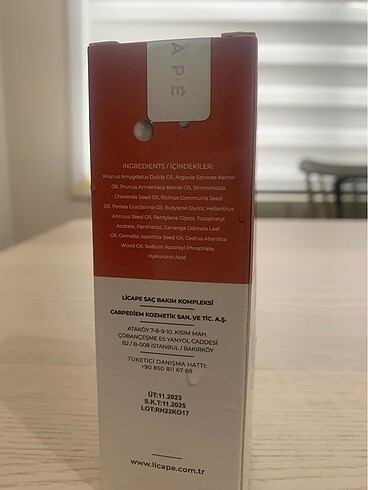 APE
INGREDIENTS / İÇİNDEKİLER:
Prunus Amygdatus Dulcis Oil, Argania Spinosa Kernel
Oil, Prunus Armeniaca Kernel Oil, Simmondsia
Chinensis Seed Oil, Ricinus Communis Seed
Oil, Persea Gratissima Oil, Butylene Glycol, Helianthus
Annuus Seed Oil, Pentylene Glycol, Tocopheryl
Acetate, Panthenol, Cananga Odorata Leaf
Oil, Camellia Japonica Seed Oil, Cedrus Atlantica
Wood Oil, Sodium Ascorbyl Phosphate,
Hyaluronic Acid
LİCAPE SAÇ BAKIM KOMPLEKSİ
CARPEDİEM KOZMETİK SAN. VE TİC. A.Ş.
ATAKÖY 7-8-9-10. KISIM MAH.
ÇOBANÇEŞME E5 YANYOL CADDESİ
B2 / B-008 İSTANBUL / BAKIRKÖY
TÜKETİCİ DANIŞMA HATTI:
+90 850 811 67 68
ÜT:11.2023
S.K.T:11.2025
LOT:RH22KO17
www.licape.com.tr